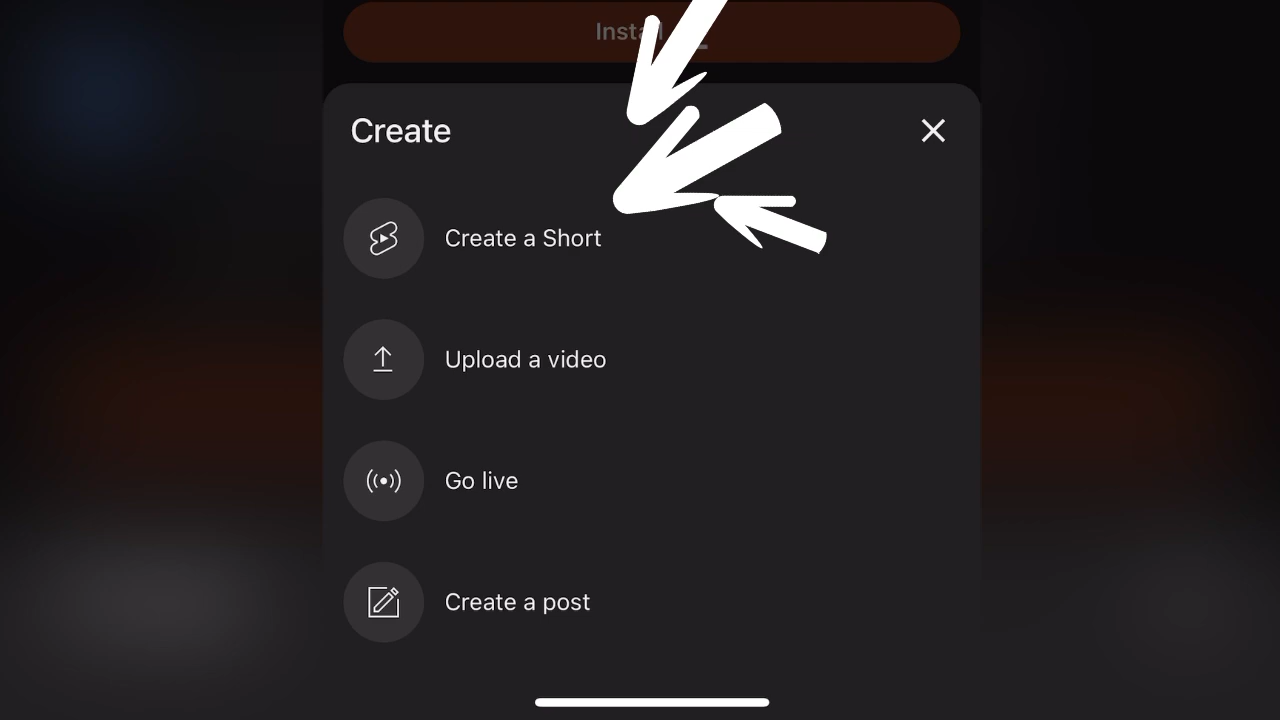 Install
Create
Create a Short
Upload a video
Go live
Create a post